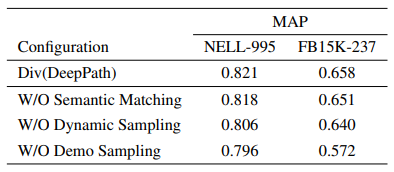 MAP
Configuration NELL-995 FB15K-237
Div(DeepPath) 0.821 0.658
W/O Semantic Matching 0.818 0.651
W/O Dynamic Sampling 0.806 0.640
W/O Demo Sampling 0.796 0.572